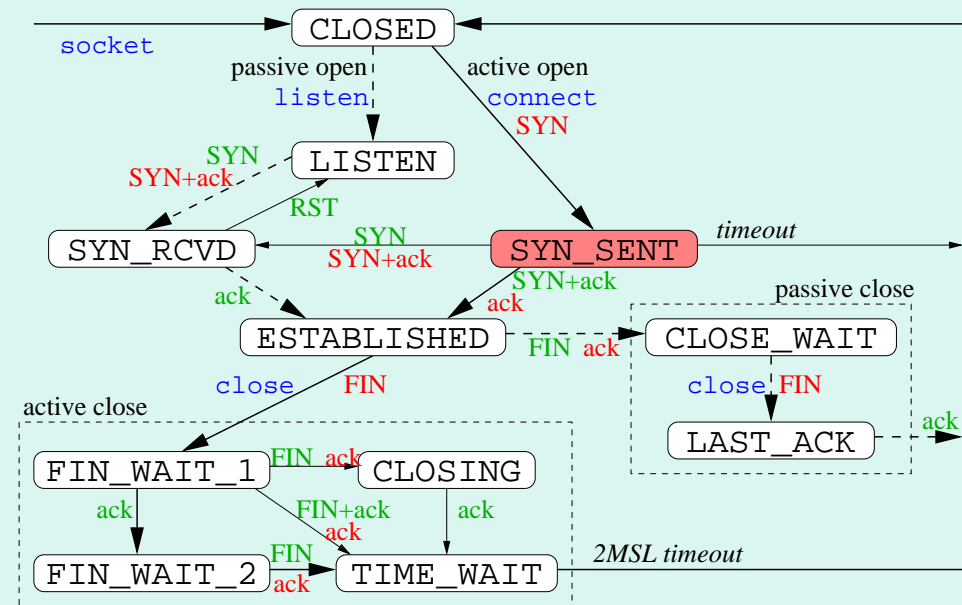 CLOSED
socket
passive open
active open
listen
connect
SYN
LISTEN
SYN
SYN+ack
RST
timeout
SYN_RCVD
SYN
SYN+ack
SYN_SENT
SYN+ack
ack
ack
passive close
ESTABLISHED
FIN ack
CLOSE_WAIT
close FIN
close FIN
active close
LAST_ACK
ack
FIN_WAIT_1
FIN ack
CLOSING
ack
FIN+ack
ack
ack
FIN_WAIT_2
FIN
ack
TIME_WAIT
2MSL timeout